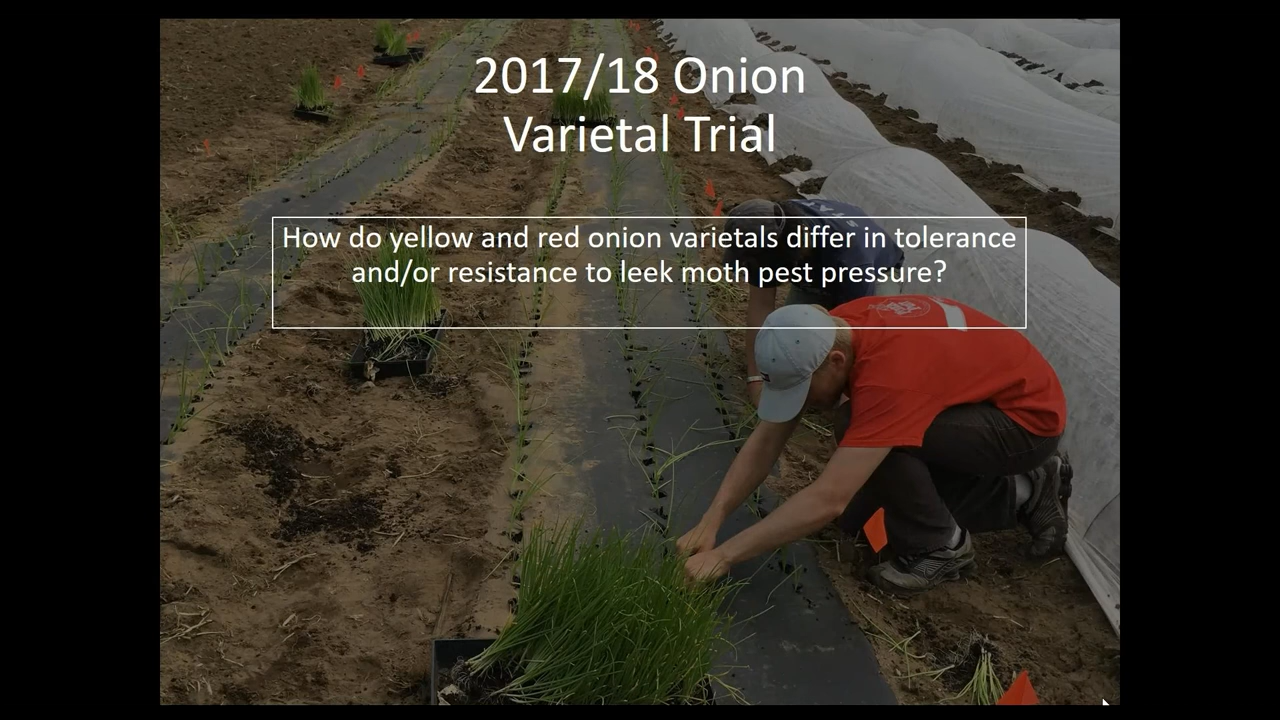 2017/18 Onion
Varietal Trial
How do yellow and red onion varietals differ in tolerance
and/or resistance to leek moth pest pressure?